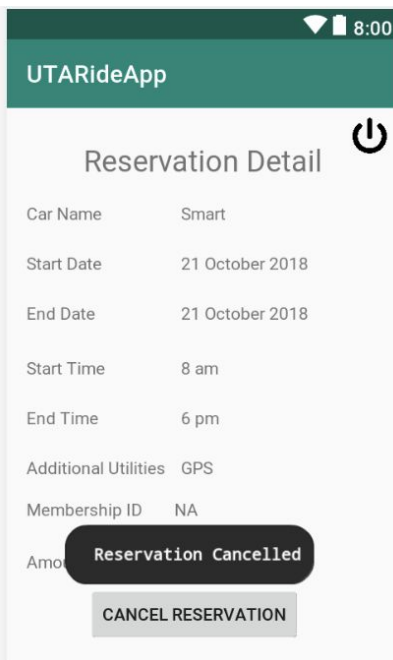 8:00
UTARideApp
Reservation Detail
Car Name Smart
Start Date 21 October 2018
End Date 21 October 2018
Start Time 8 am
End Time 6 pm
Additional Utilities GPS
Membership ID NA
Reservation Cancelled
CANCEL RESERVATION